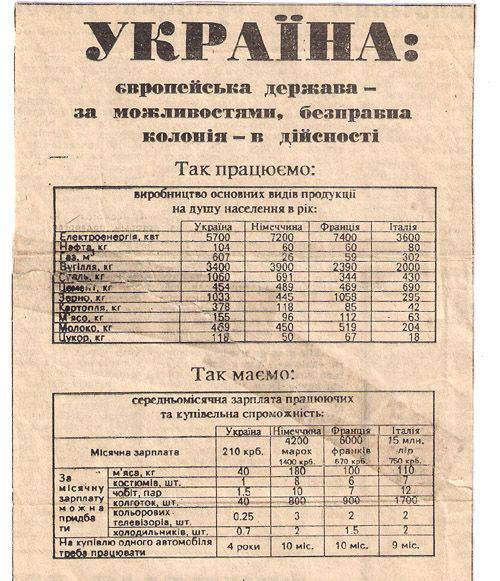 УКРАЇНА:
європейська держава –
за можливостями, безправна
колонія – в дійсності
Так працюємо:
виробництво основних видів продукції
на душу населення в рік:
Україна Німеччина Франція Італія
Електроенергія, квт 5700 7200 7400 3600
Нафта, кг 104 60 60 80
Газ, м³ 607 26 59 302
Вугілля, кг 3400 3900 2390 2000
Сталь, кг 1060 691 344 430
Цемент, кг 454 489 469 690
Зерно, кг 1033 445 1058 295
Картопля, кг 378 118 85 42
М'ясо, кг 155 96 112 63
Молоко, кг 469 450 519 204
Цукор, кг 118 50 67 18
Так маємо:
середньомісячна зарплата працюючих
та купівельна спроможність:
Україна Німеччина Франція Італія
Місячна зарплата 210 крб. 4200 марок 1400 крб. 6000 франків 670 крб. 15 млн. лір 750 крб.
За місячну зарплату можна придбати
м'яса, кг 40 180 100 110
костюмів, шт. 1 8 6 7
чобіт, пар 1.5 10 7 12
колготок, шт. 40 800 900 1700
кольорових телевізорів, шт. 0.25 3 2 2
холодильників, шт. 0.7 2 1.5 2
На купівлю одного автомобіля треба працювати 4 роки 10 міс. 10 міс. 9 міс.